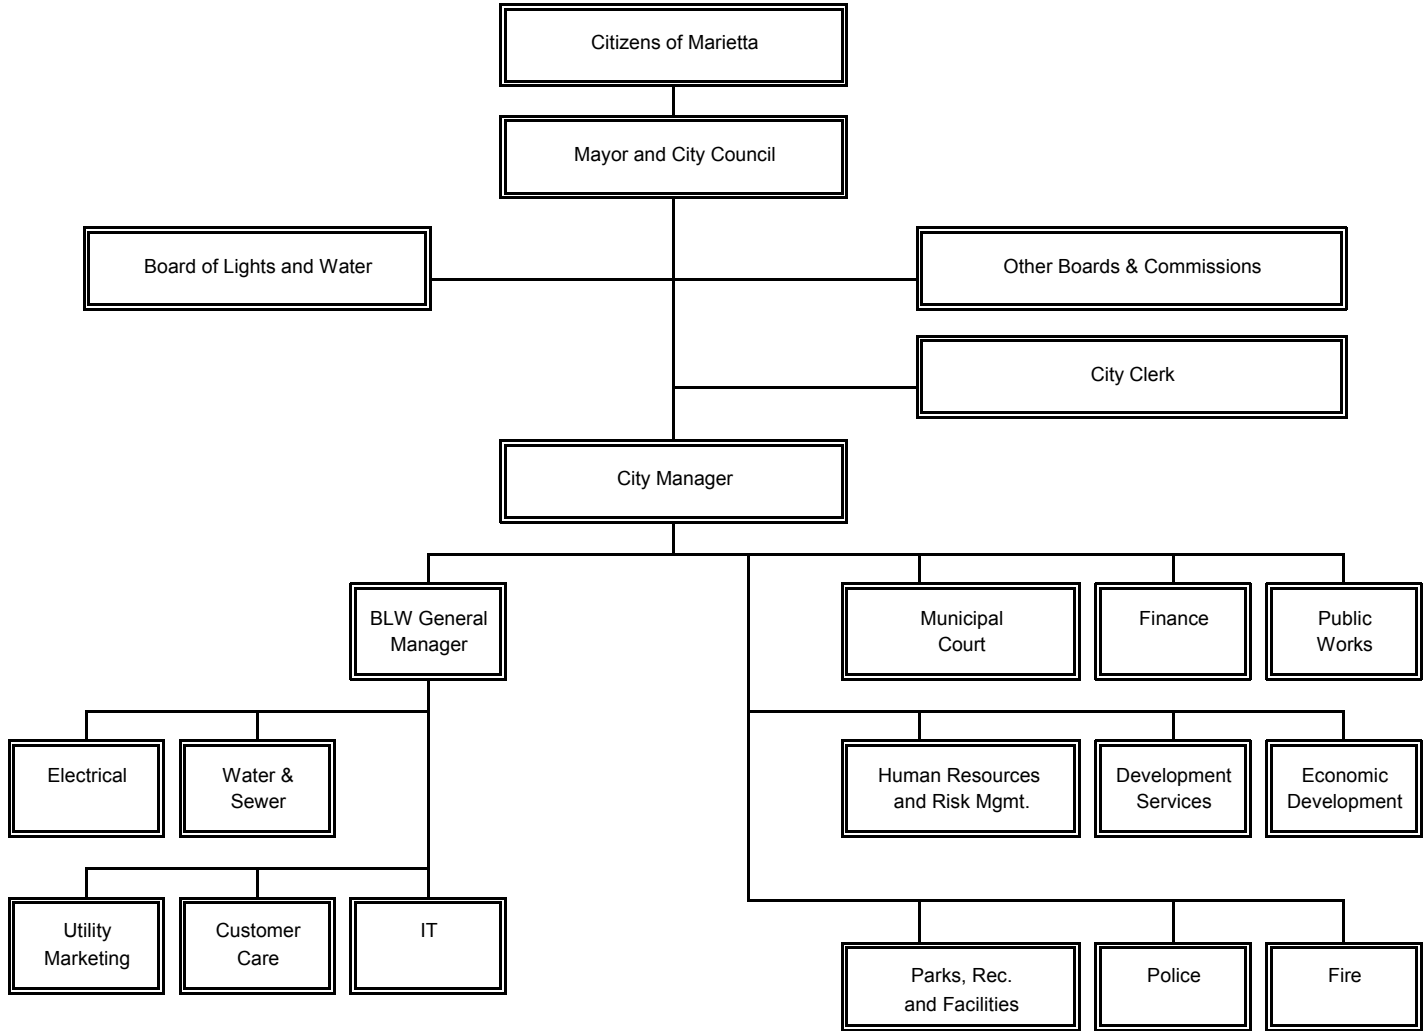 Citizens of Marietta
Mayor and City Council
Board of Lights and Water
Other Boards & Commissions
City Clerk
City Manager
BLW General
Manager
Municipal
Court
Finance
Public
Works
Electrical
Water &
Sewer
Human Resources
and Risk Mgmt.
Development
Services
Economic
Development
Utility
Marketing
Customer
Care
IT
Parks, Rec.
and Facilities
Police
Fire